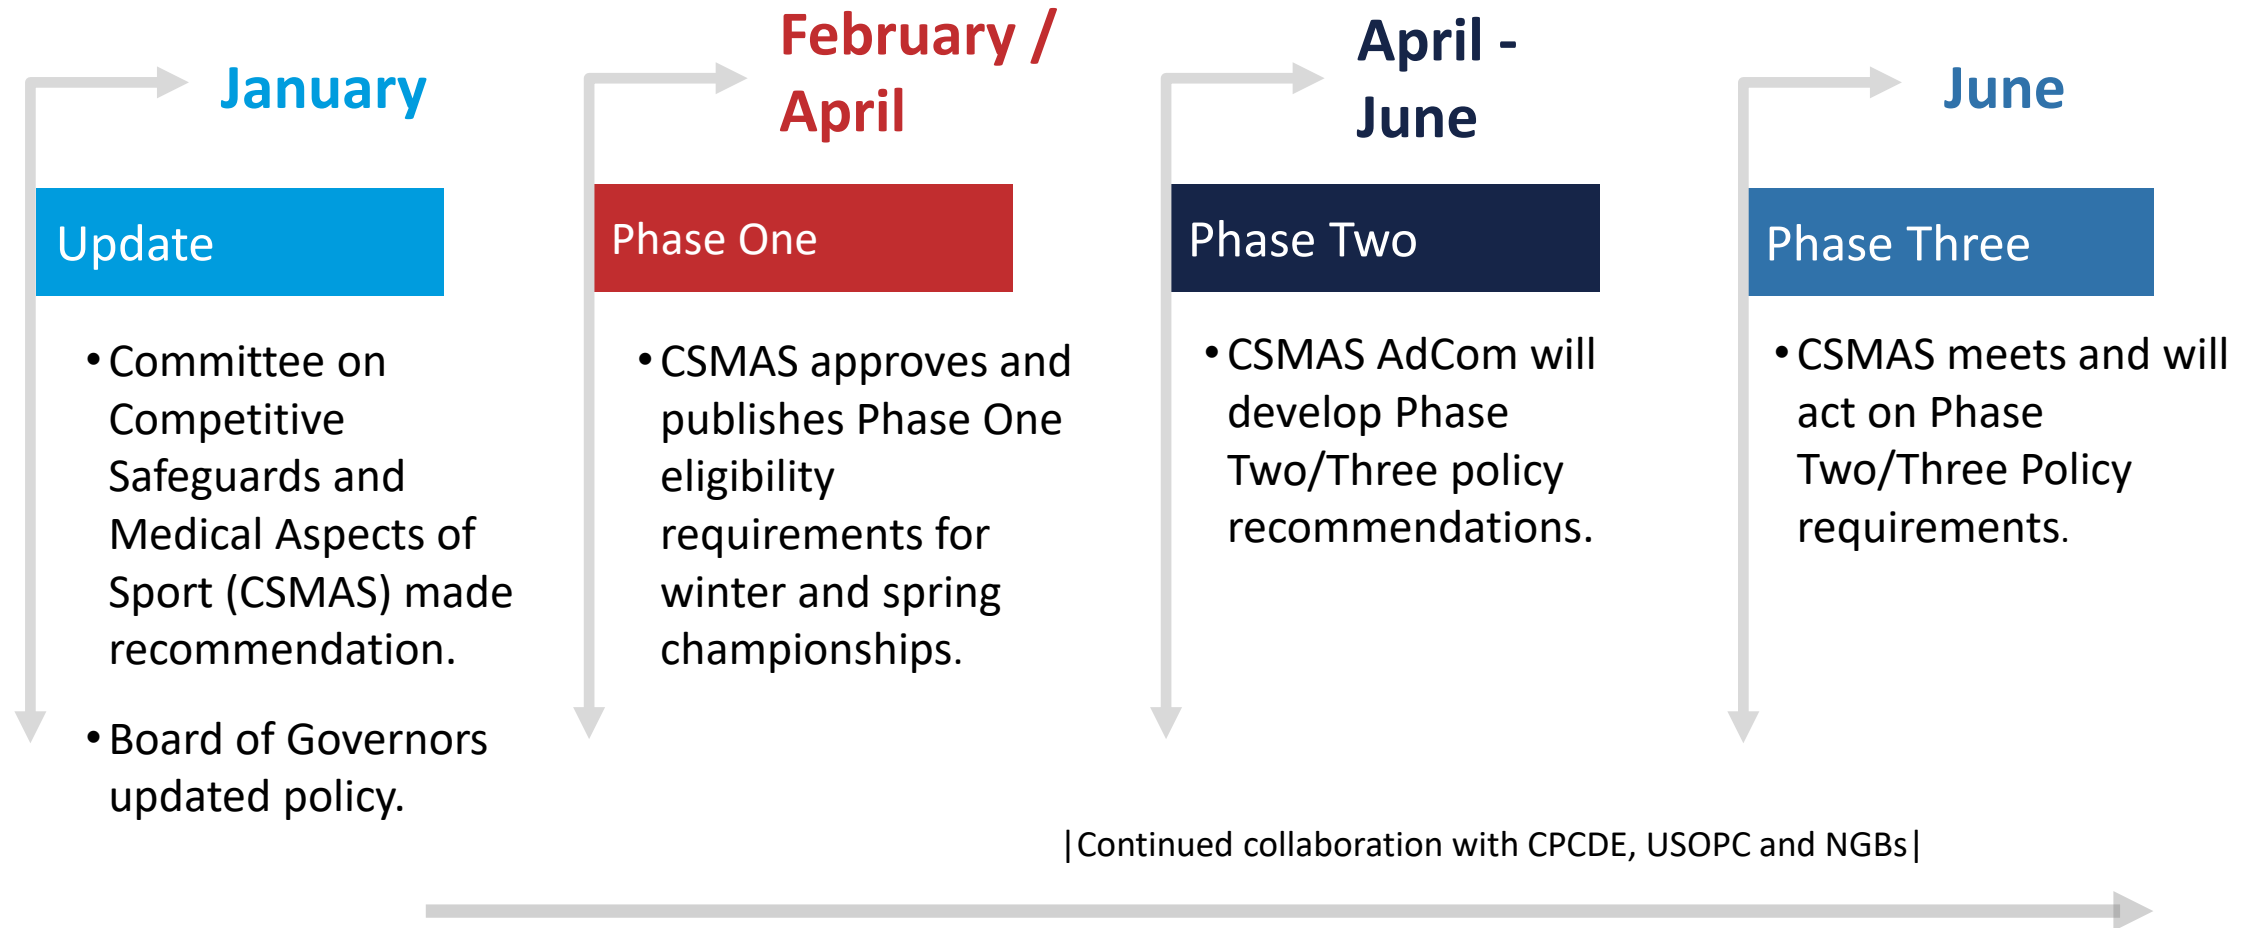 January
Update
• Committee on
Competitive
Safeguards and
Medical Aspects of
Sport (CSMAS) made
recommendation.
• Board of Governors
updated policy.
February /
April
Phase One
• CSMAS approves and
publishes Phase One
eligibility
requirements for
winter and spring
championships.
April -
June
Phase Two
• CSMAS AdCom will
develop Phase
Two/Three policy
recommendations.
June
Phase Three
• CSMAS meets and will
act on Phase
Two/Three Policy
requirements.
|Continued collaboration with CPCDE, USOPC and NGBs|